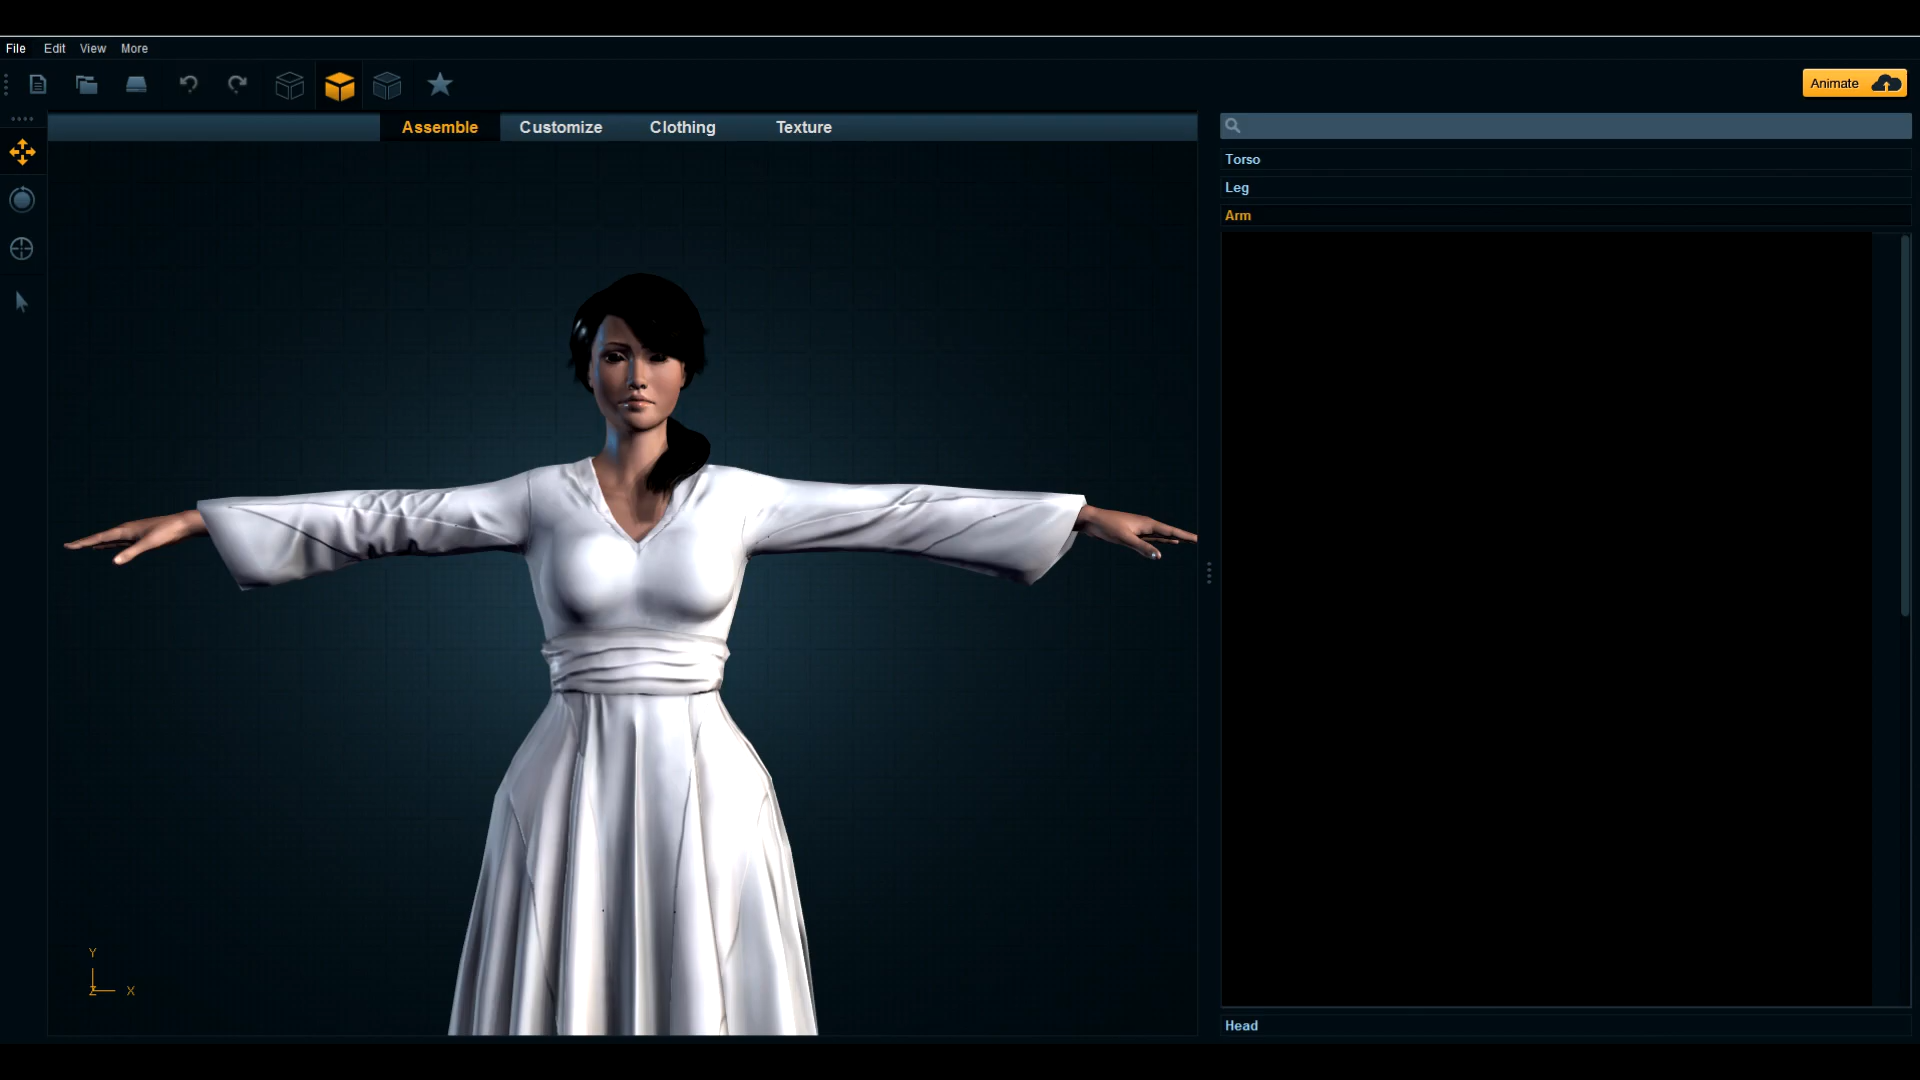 File Edit View More
Animate
Assemble Customize Clothing Texture
Torso
Leg
Arm
Y
Z X
Head